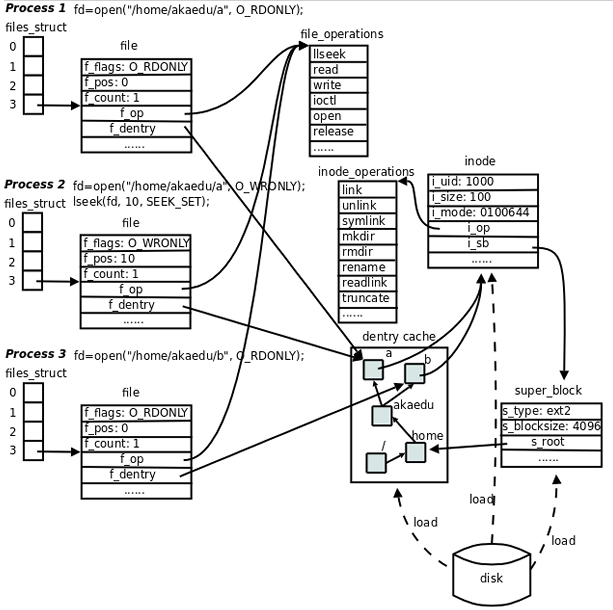 Process 1 fd=open("/home/akaedu/a", O_RDONLY);
files_struct
0
1
2
3
file
f_flags: O_RDONLY
f_pos: 0
f_count: 1
f_op
f_dentry
......
file_operations
llseek
read
write
ioctl
open
release
......
Process 2 fd=open("/home/akaedu/a", O_WRONLY);
lseek(fd, 10, SEEK_SET);
files_struct
0
1
2
3
file
f_flags: O_WRONLY
f_pos: 10
f_count: 1
f_op
f_dentry
......
inode_operations
link
unlink
symlink
mkdir
rmdir
rename
readlink
truncate
......
inode
i_uid: 1000
i_size: 100
i_mode: 0100644
i_op
i_sb
......
Process 3 fd=open("/home/akaedu/b", O_RDONLY);
files_struct
0
1
2
3
file
f_flags: O_RDONLY
f_pos: 0
f_count: 1
f_op
f_dentry
......
dentry cache
a
b
akaedu
home
/
super_block
s_type: ext2
s_blocksize: 4096
s_root
......
load
load
load
disk